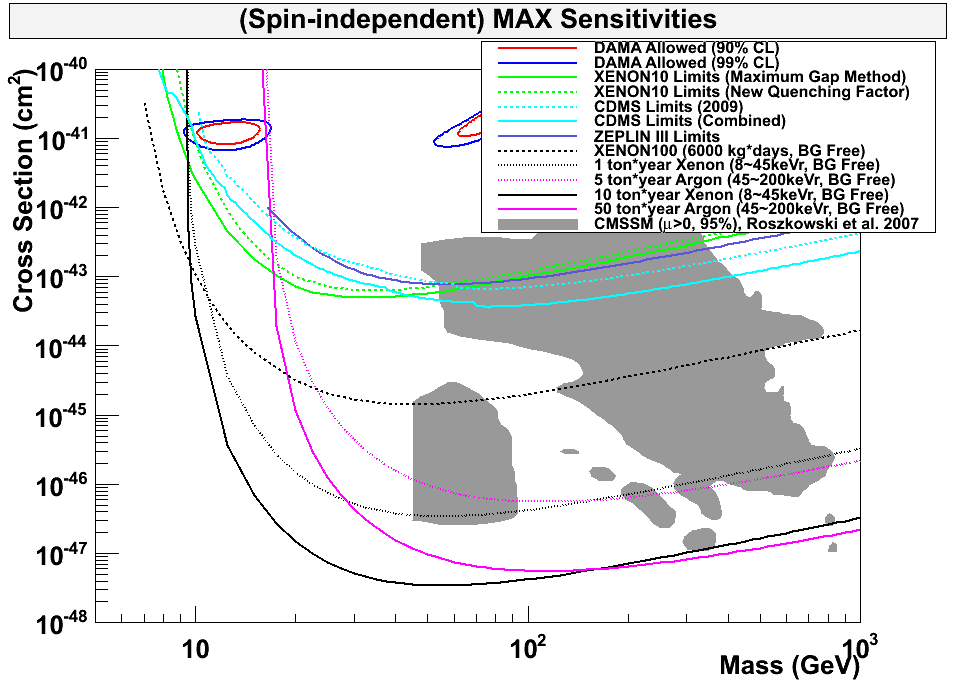 (Spin-independent) MAX Sensitivities
DAMA Allowed (90% CL)
DAMA Allowed (99% CL)
XENON10 Limits (Maximum Gap Method)
XENON10 Limits (New Quenching Factor)
CDMS Limits (2009)
CDMS Limits (Combined)
ZEPLIN III Limits
XENON100 (6000 kg*days, BG Free)
1 ton*year Xenon (8~45keVr, BG Free)
5 ton*year Argon (45~200keVr, BG Free)
10 ton*year Xenon (8~45keVr, BG Free)
50 ton*year Argon (45~200keVr, BG Free)
CMSSM (μ>0, 95%), Roszkowski et al. 2007
Cross Section (cm²)
10⁻⁴⁰
10⁻⁴¹
10⁻⁴²
10⁻⁴³
10⁻⁴⁴
10⁻⁴⁵
10⁻⁴⁶
10⁻⁴⁷
10⁻⁴⁸
10
10²
10³
Mass (GeV)